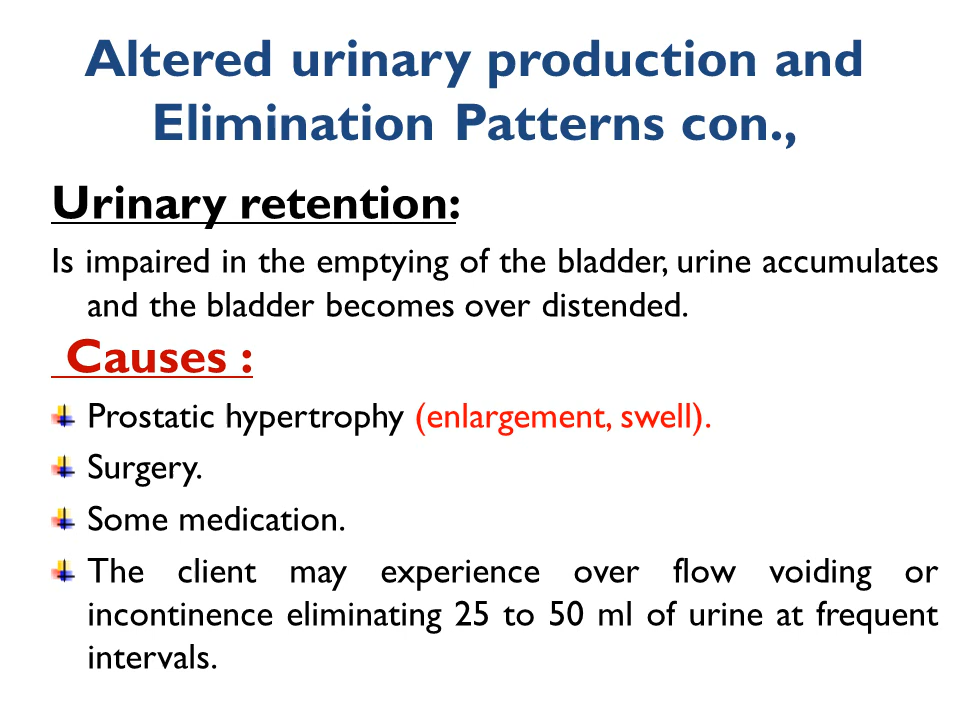 Altered urinary production and
Elimination Patterns con.,
Urinary retention:
Is impaired in the emptying of the bladder, urine accumulates
and the bladder becomes over distended.
Causes :
Prostatic hypertrophy (enlargement, swell).
Surgery.
Some medication.
The client may experience over flow voiding or
incontinence eliminating 25 to 50 ml of urine at frequent
intervals.